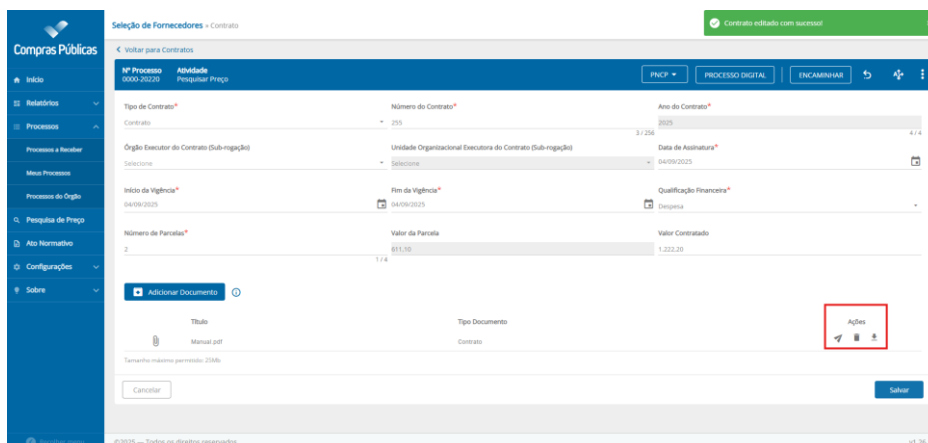 Compras Públicas
Início
Relatórios
Processos
Processos a Receber
Meus Processos
Processos do Órgão
Pesquisa de Preço
Ato Normativo
Configurações
Sobre
Seleção de Fornecedores » Contrato
Contrato editado com sucesso!
Voltar para Contratos
Nº Processo Atividade
0000-20220 Pesquisar Preço
PNCP PROCESSO DIGITAL ENCAMINHAR
Tipo de Contrato* Número do Contrato* Ano do Contrato*
Contrato 255 2025
3 / 256 4 / 4
Órgão Executor do Contrato (Sub-rogação) Unidade Organizacional Executora do Contrato (Sub-rogação) Data de Assinatura*
Selecione Selecione 04/09/2025
Início da Vigência* Fim da Vigência* Qualificação Financeira*
04/09/2025 04/09/2025 Despesa
Número de Parcelas* Valor da Parcela Valor Contratado
2 611,10 1.222,20
1 / 4
Adicionar Documento
Título Tipo Documento Ações
Manual.pdf Contrato
Tamanho máximo permitido: 25Mb
Cancelar Salvar
©2025 — Todos os direitos reservados